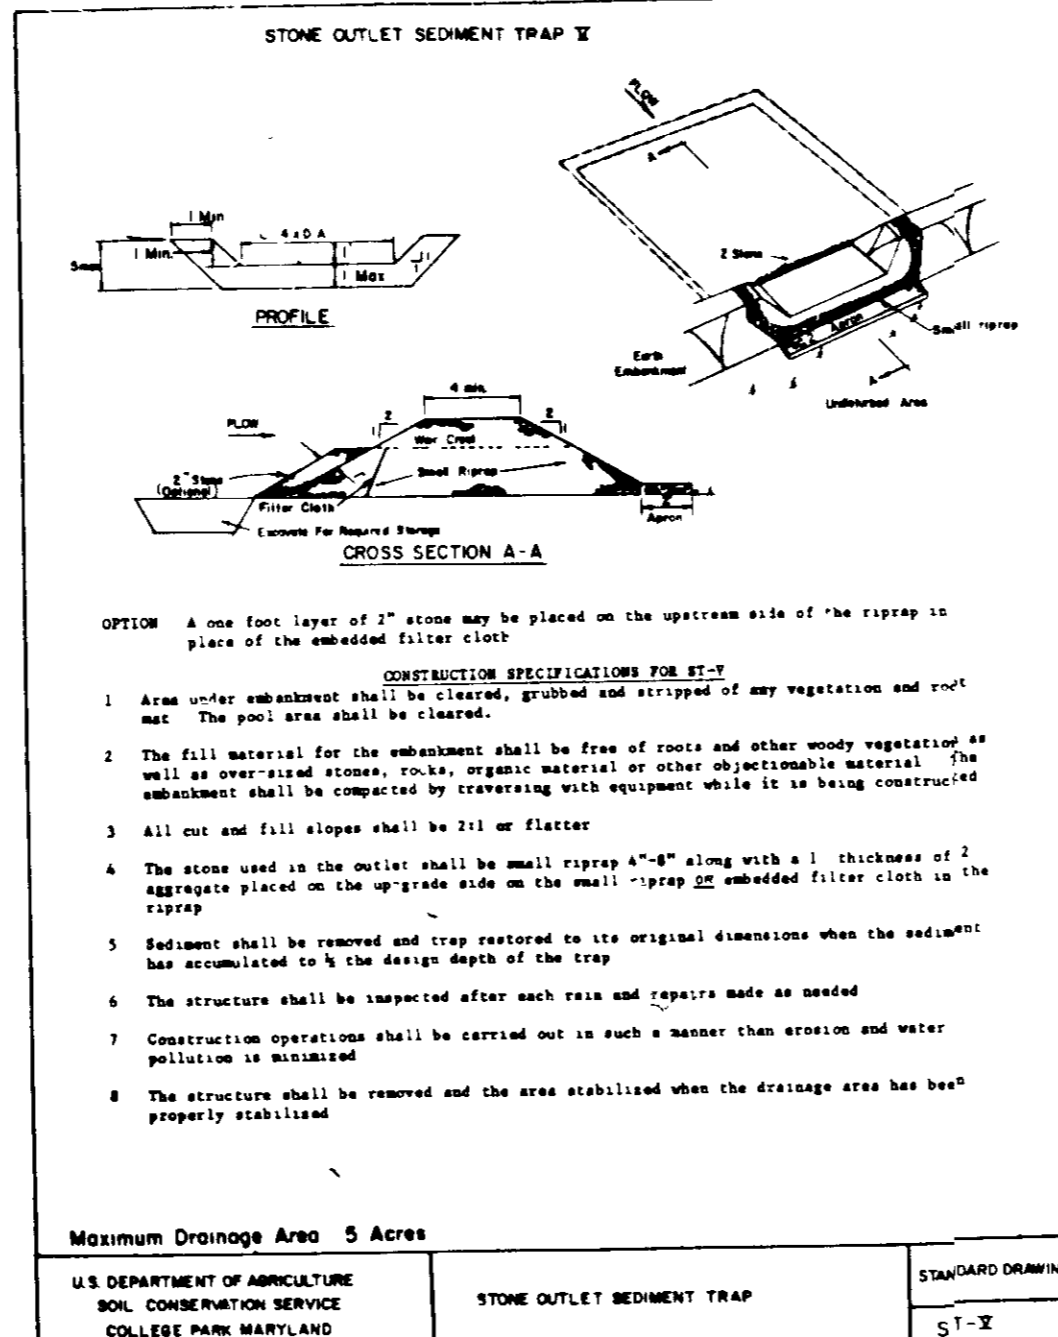 STONE OUTLET SEDIMENT TRAP V
FLOW
A
1 Min
4 x D A
1
1 Min.
5 max
1 Max
1
1
PROFILE
2 Stone
Small riprap
Apron
Earth
Embankment
A
Undisturbed Area
4 min.
FLOW
2
1
2
1
Weir Crest
2" Stone
(Optional)
Small Riprap
Filter Cloth
Apron
Excavate For Required Storage
CROSS SECTION A-A
OPTION A one foot layer of 2" stone may be placed on the upstream side of the riprap in
place of the embedded filter cloth
CONSTRUCTION SPECIFICATIONS FOR ST-V
1 Area under embankment shall be cleared, grubbed and stripped of any vegetation and root
mat The pool area shall be cleared.
2 The fill material for the embankment shall be free of roots and other woody vegetation as
well as over-sized stones, rocks, organic material or other objectionable material The
embankment shall be compacted by traversing with equipment while it is being constructed
3 All cut and fill slopes shall be 2:1 or flatter
4 The stone used in the outlet shall be small riprap 4"-8" along with a 1 thickness of 2
aggregate placed on the up-grade side on the small riprap OR embedded filter cloth in the
riprap
5 Sediment shall be removed and trap restored to its original dimensions when the sediment
has accumulated to ½ the design depth of the trap
6 The structure shall be inspected after each rain and repairs made as needed
7 Construction operations shall be carried out in such a manner than erosion and water
pollution is minimized
8 The structure shall be removed and the area stabilized when the drainage area has been
properly stabilized
Maximum Drainage Area 5 Acres
U.S. DEPARTMENT OF AGRICULTURE
SOIL CONSERVATION SERVICE
COLLEGE PARK MARYLAND
STONE OUTLET SEDIMENT TRAP
STANDARD DRAWIN
ST-V